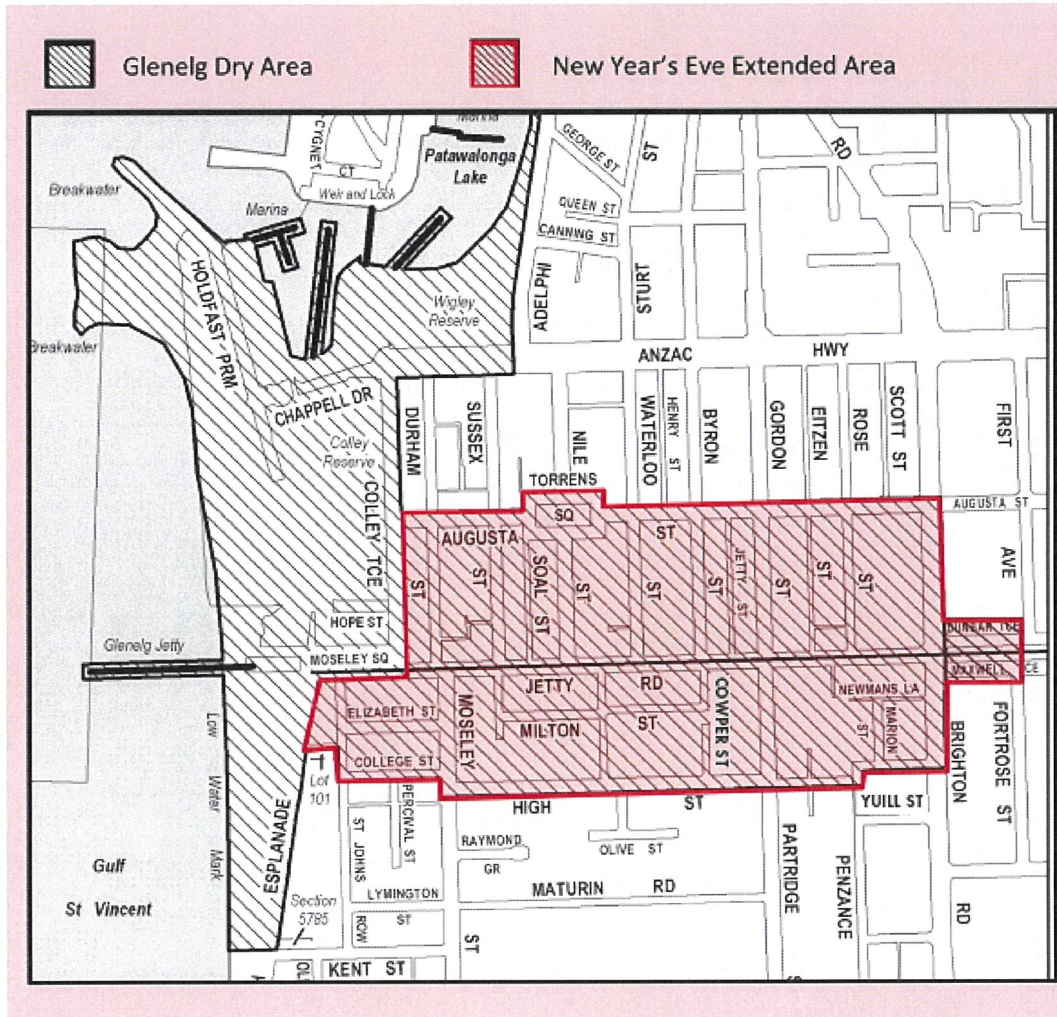 Glenelg Dry Area
New Year's Eve Extended Area
Marina
CYGNET
CT
Weir and Lock
Patawalonga
Lake
GEORGE ST
ST
RD
Breakwater
Marina
QUEEN ST
CANNING ST
HOLDFAST PRM
Wigley
Reserve
ADELPHI
STURT
Breakwater
ANZAC
HWY
CHAPPELL DR
DURHAM
SUSSEX
NILE
WATERLOO
HENRY ST
BYRON
GORDON
EITZEN
ROSE
SCOTT ST
FIRST
Colley
Reserve
COLLEY TCE
TORRENS
SQ
AUGUSTA
ST
AUGUSTA ST
ST
ST
SOAL ST
ST
ST
ST
JETTY ST
ST
ST
ST
AVE
HOPE ST
Glenelg Jetty
MOSELEY SQ
DUNBAR TCE
MAXWELL
CE
JETTY
RD
NEWMANS LA
ELIZABETH ST
MOSELEY
MILTON
ST
COWPER ST
ST
MARION
COLLEGE ST
BRIGHTON
FORTROSE ST
Low
Water
Mark
Lot
101
HIGH
ST
YUILL ST
PERCIVAL ST
ST JOHNS
ROW
RAYMOND
GR
OLIVE ST
PARTRIDGE
PENZANCE
Gulf
St Vincent
ESPLANADE
LYMINGTON
ST
MATURIN
RD
Section
5785
ST
RD
KENT ST